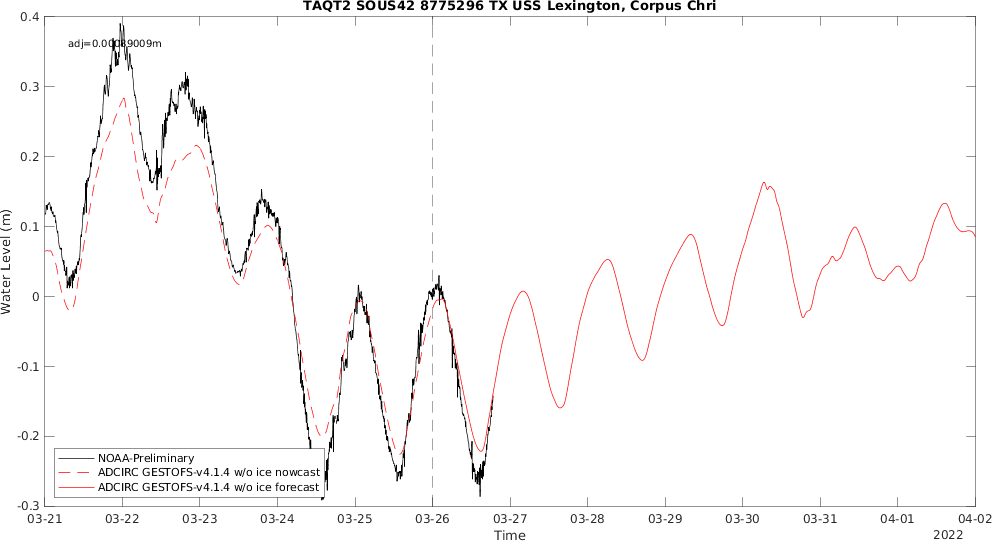 TAQT2 SOUS42 8775296 TX USS Lexington, Corpus Chri
adj=0.00089009m
0.4
0.3
0.2
0.1
0
-0.1
-0.2
-0.3
Water Level (m)
NOAA-Preliminary
ADCIRC GESTOFS-v4.1.4 w/o ice nowcast
ADCIRC GESTOFS-v4.1.4 w/o ice forecast
03-21 03-22 03-23 03-24 03-25 03-26 03-27 03-28 03-29 03-30 03-31 04-01 04-02
Time
2022